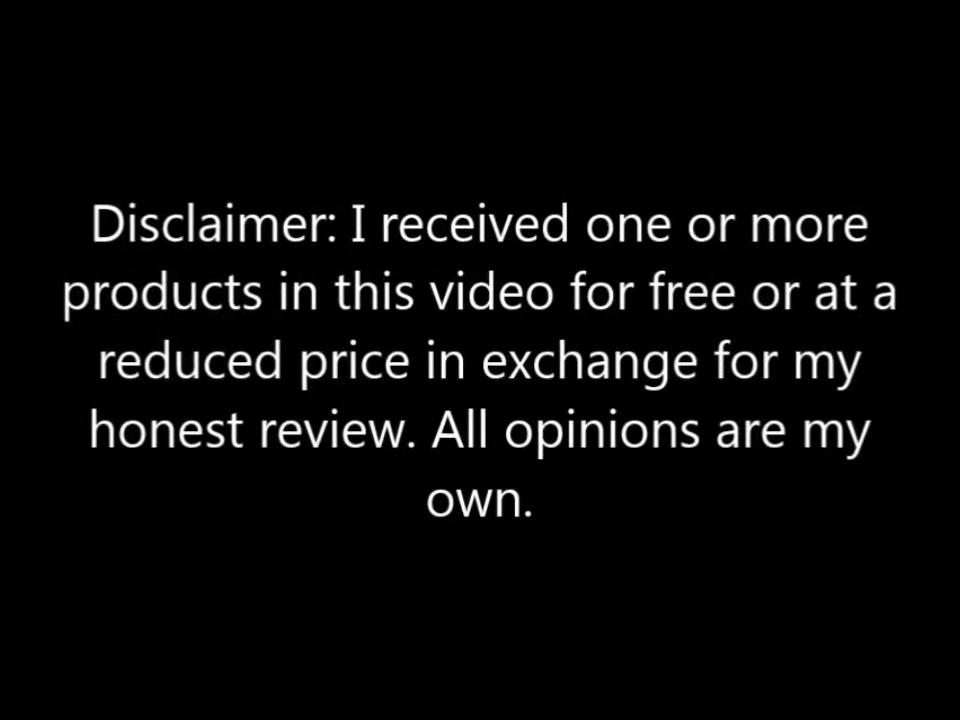 Disclaimer: I received one or more
products in this video for free or at a
reduced price in exchange for my
honest review. All opinions are my
own.